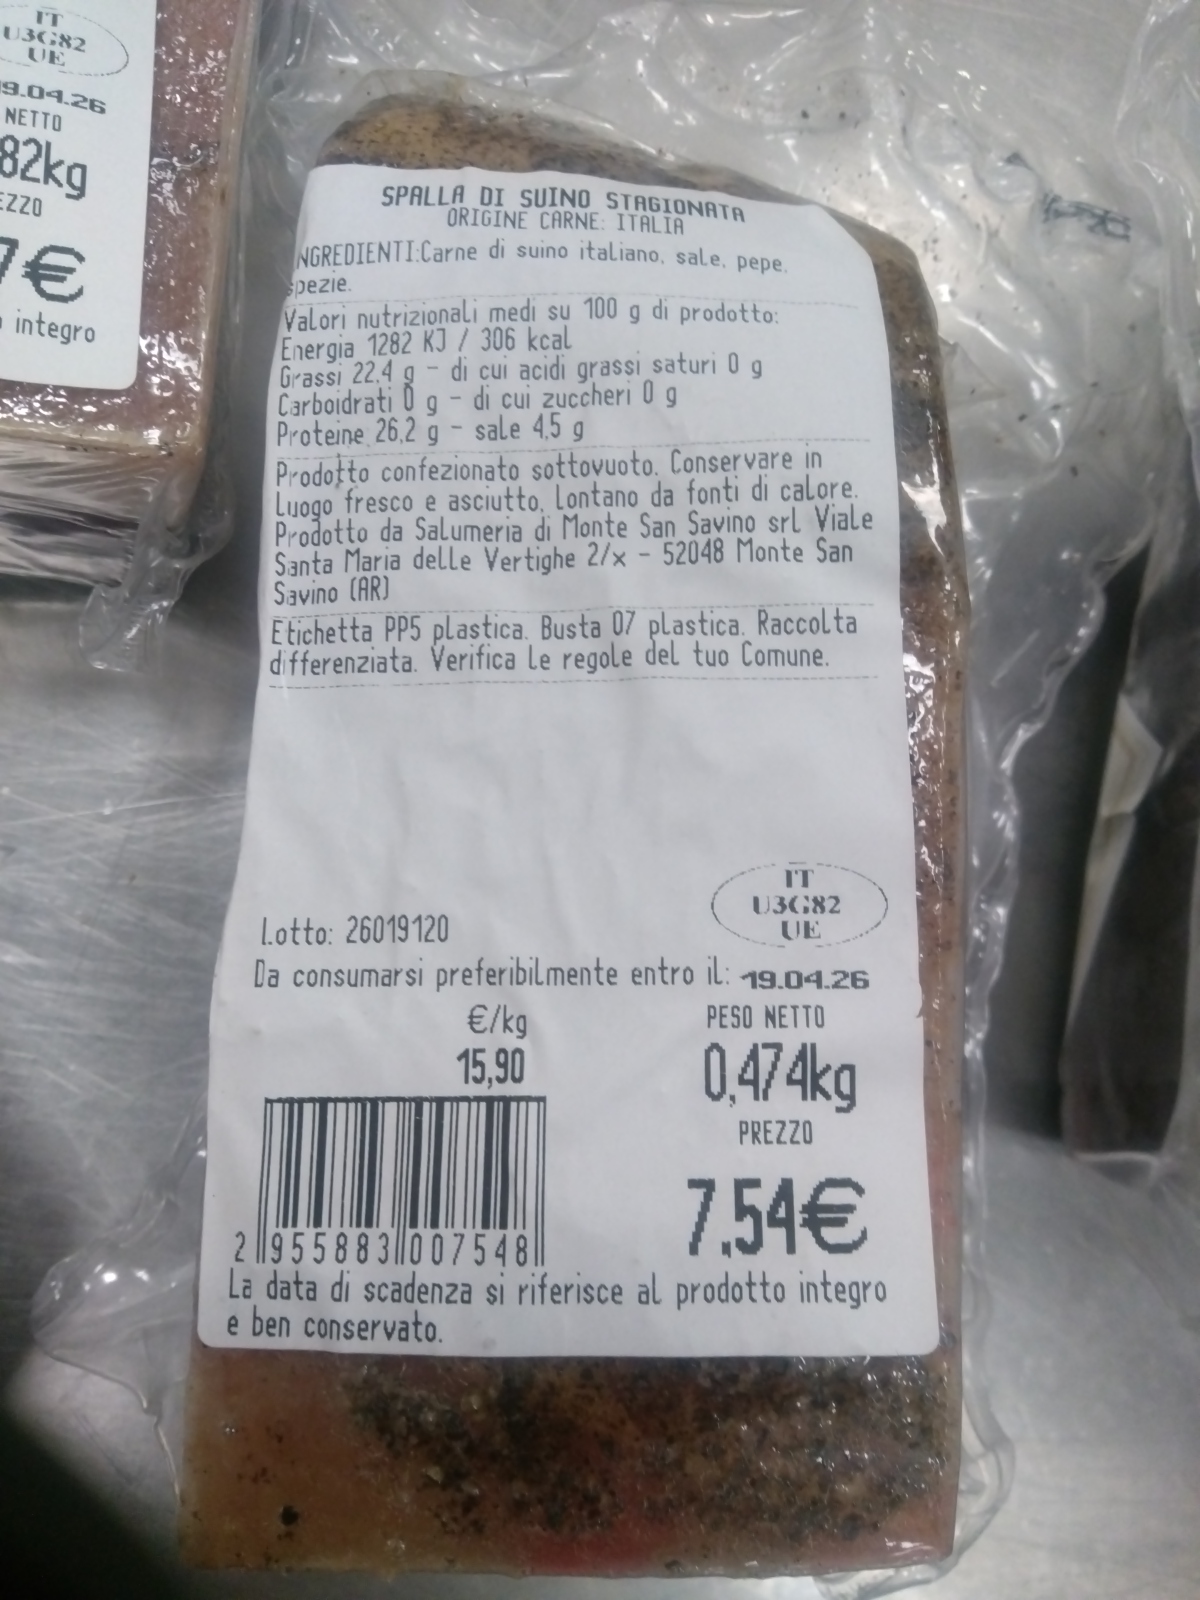 IT
U3G82
UE
19.04.26
NETTO
82kg
EZZO
7€
integro
SPALLA DI SUINO STAGIONATA
ORIGINE CARNE: ITALIA
NGREDIENTI:Carne di suino italiano, sale, pepe,
spezie.
Valori nutrizionali medi su 100 g di prodotto:
Energia 1282 KJ / 306 kcal
Grassi 22,4 g - di cui acidi grassi saturi 0 g
Carboidrati 0 g - di cui zuccheri 0 g
Proteine 26,2 g - sale 4,5 g
Prodotto confezionato sottovuoto. Conservare in
Luogo fresco e asciutto, Lontano da fonti di calore.
Prodotto da Salumeria di Monte San Savino srl Viale
Santa Maria delle Vertighe 2/x - 52048 Monte San
Savino (AR)
Etichetta PP5 plastica. Busta 07 plastica. Raccolta
differenziata. Verifica Le regole del tuo Comune.
IT
U3G82
UE
Lotto: 26019120
Da consumarsi preferibilmente entro il: 19.04.26
€/kg
15,90
PESO NETTO
0,474kg
PREZZO
7,54€
2 955883 007548
La data di scadenza si riferisce al prodotto integro
e ben conservato.